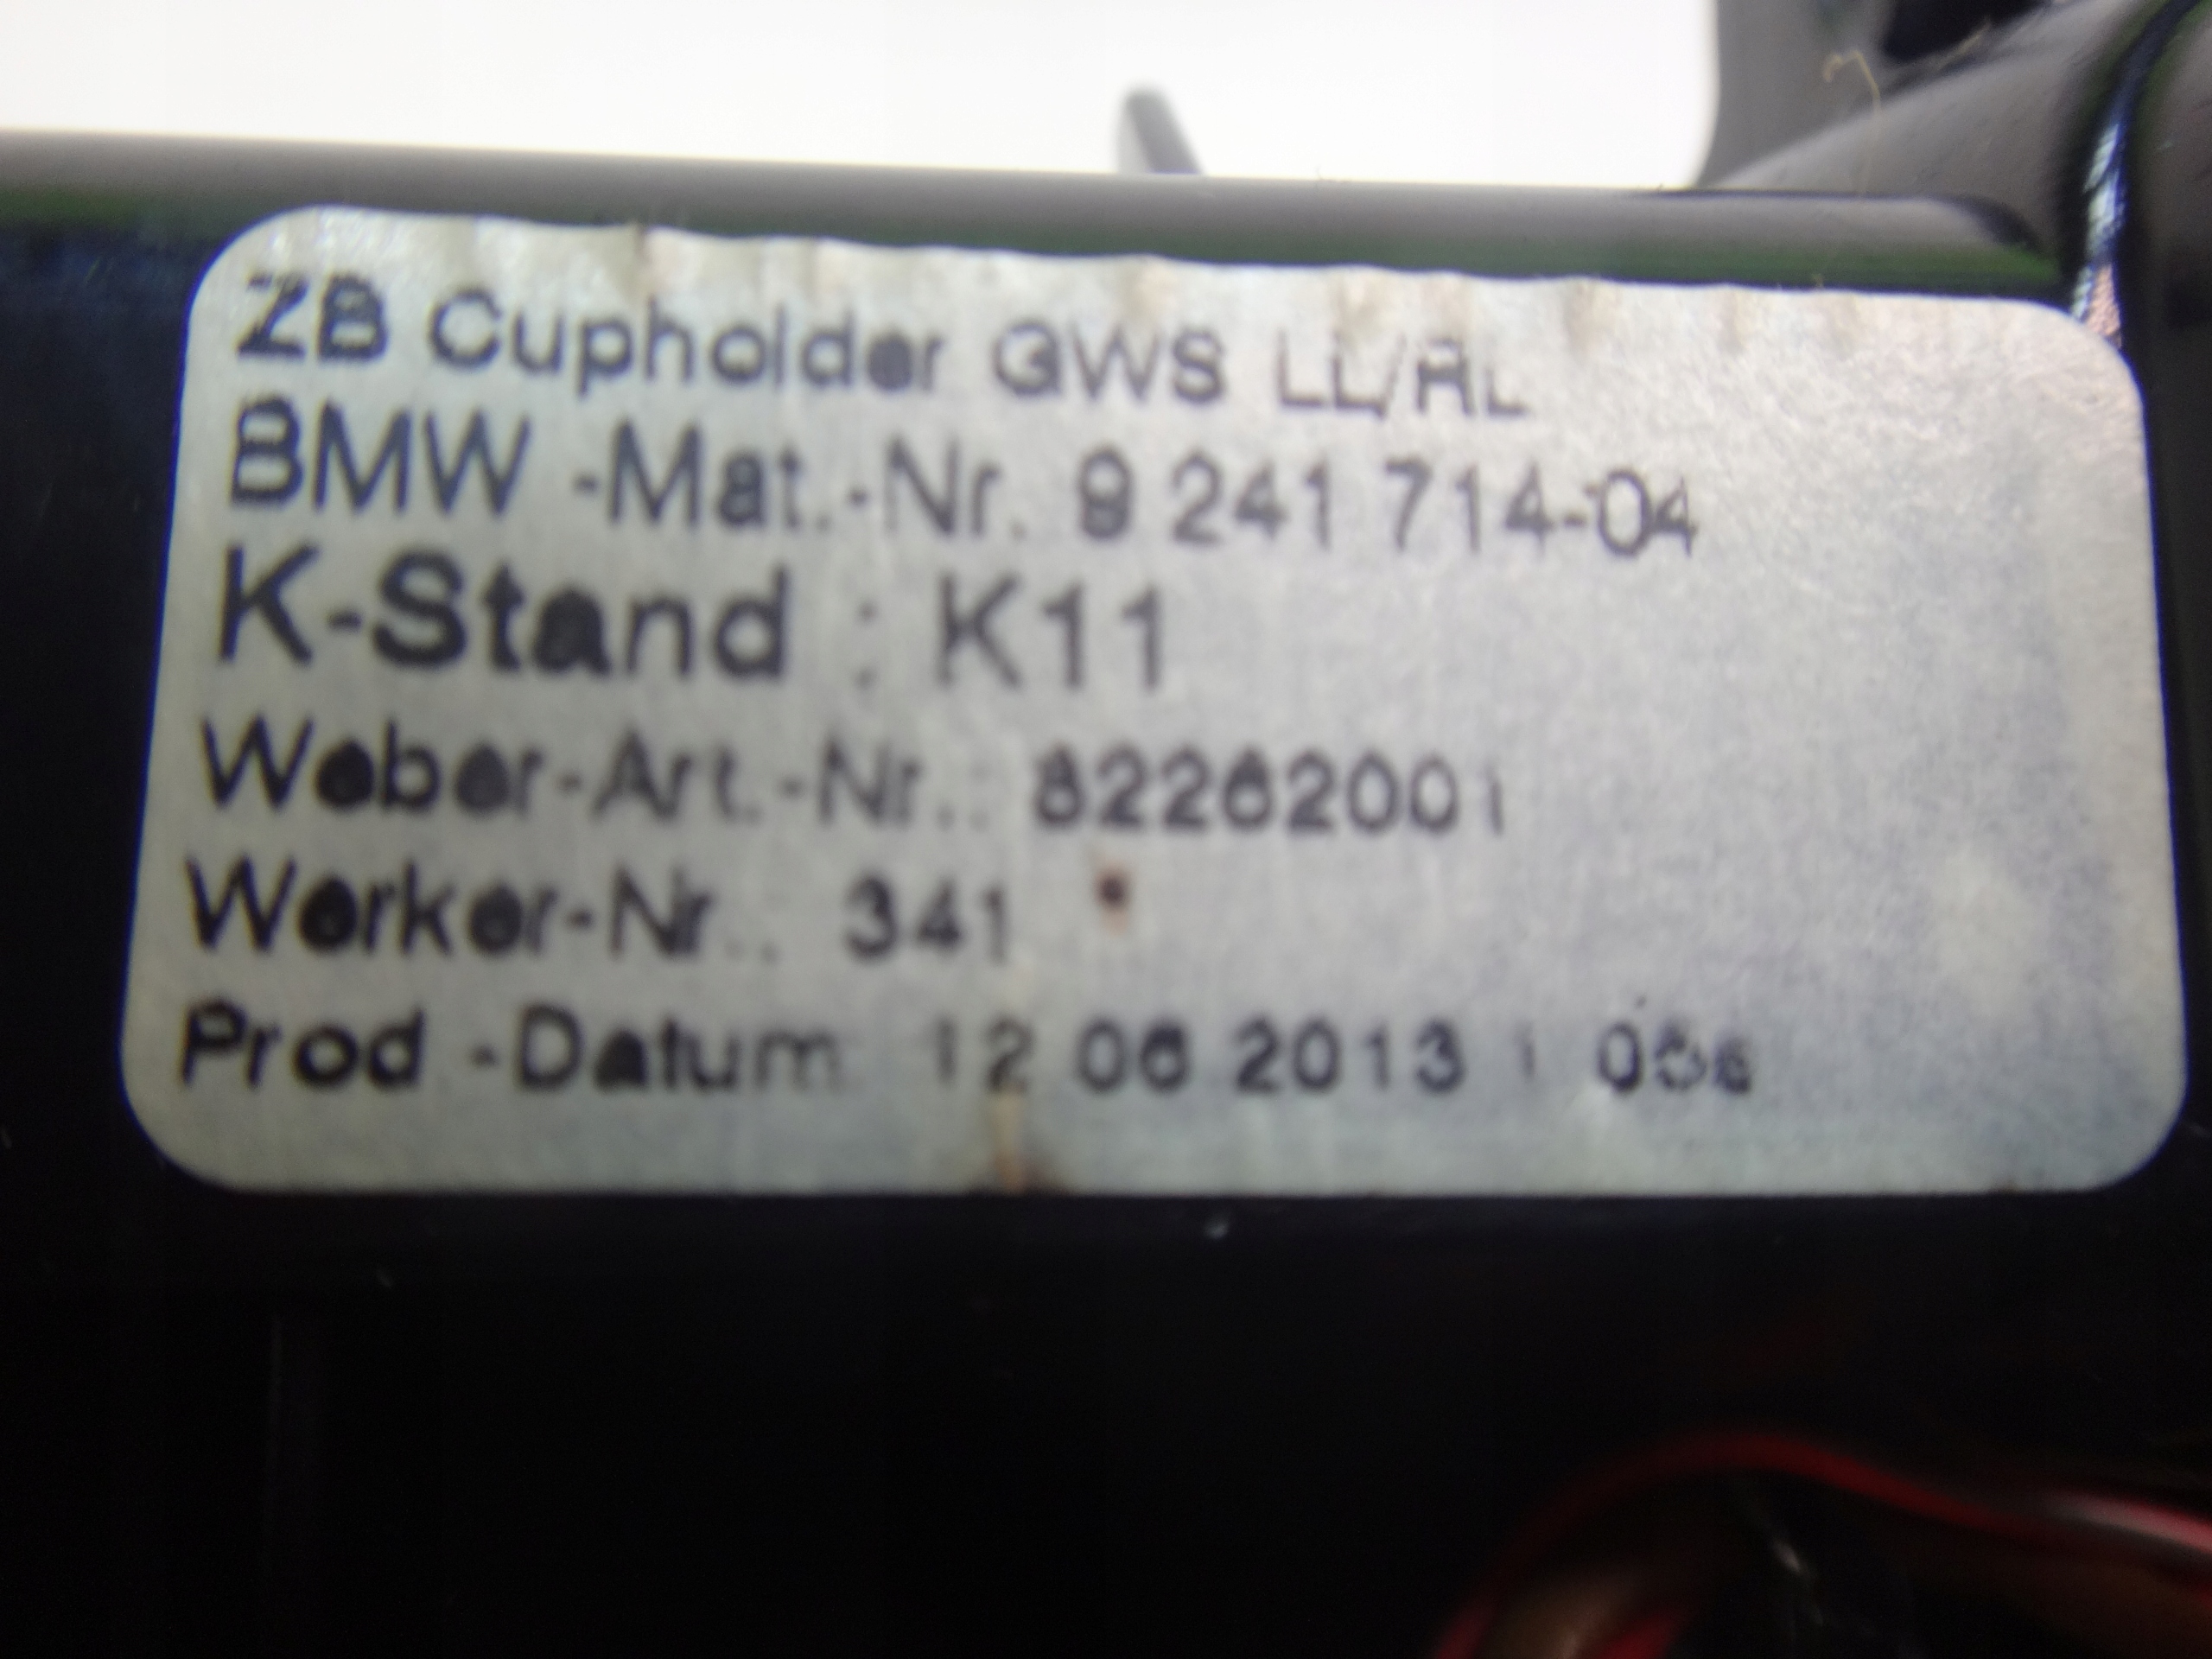 ZB Cupholder GWS LL/RL
BMW -Mat.-Nr. 9 241 714-04
K-Stand : K11
Weber-Art.-Nr.:
Worker-Nr.: 341
Prod.-Datum 12 06 2013